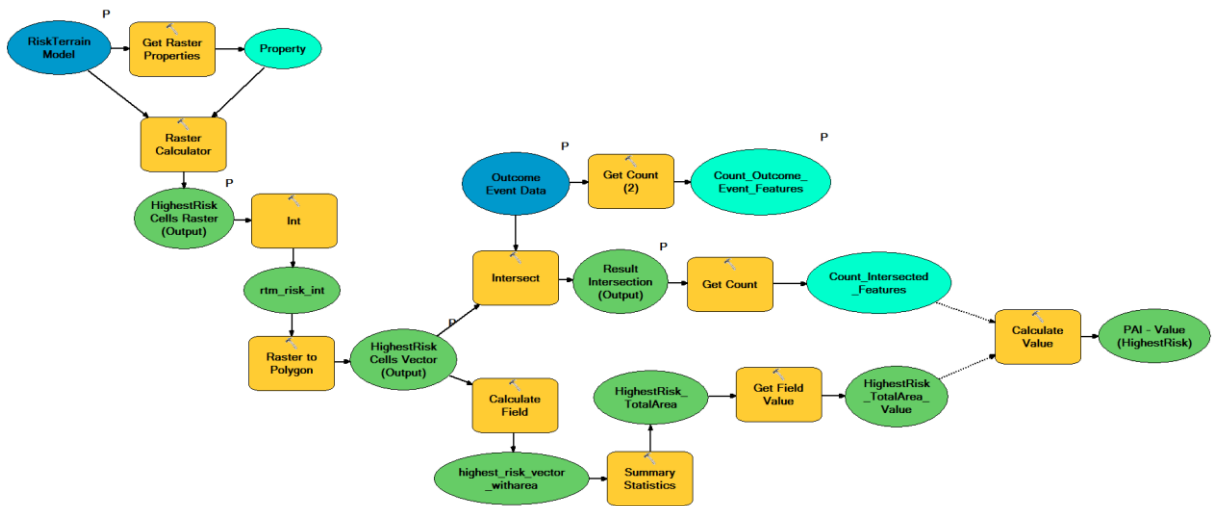 P
RiskTerrain
Model
Get Raster
Properties
Property
Raster
Calculator
P
HighestRisk
Cells Raster
(Output)
Int
rtm_risk_int
Raster to
Polygon
P
HighestRisk
Cells Vector
(Output)
P
Outcome
Event Data
Get Count
(2)
P
Count_Outcome_
Event_Features
Intersect
P
Result
Intersection
(Output)
Get Count
Count_Intersected
_Features
Calculate
Value
PAI - Value
(HighestRisk)
Calculate
Field
highest_risk_vector
_witharea
Summary
Statistics
HighestRisk_
TotalArea
Get Field
Value
HighestRisk
_TotalArea_
Value